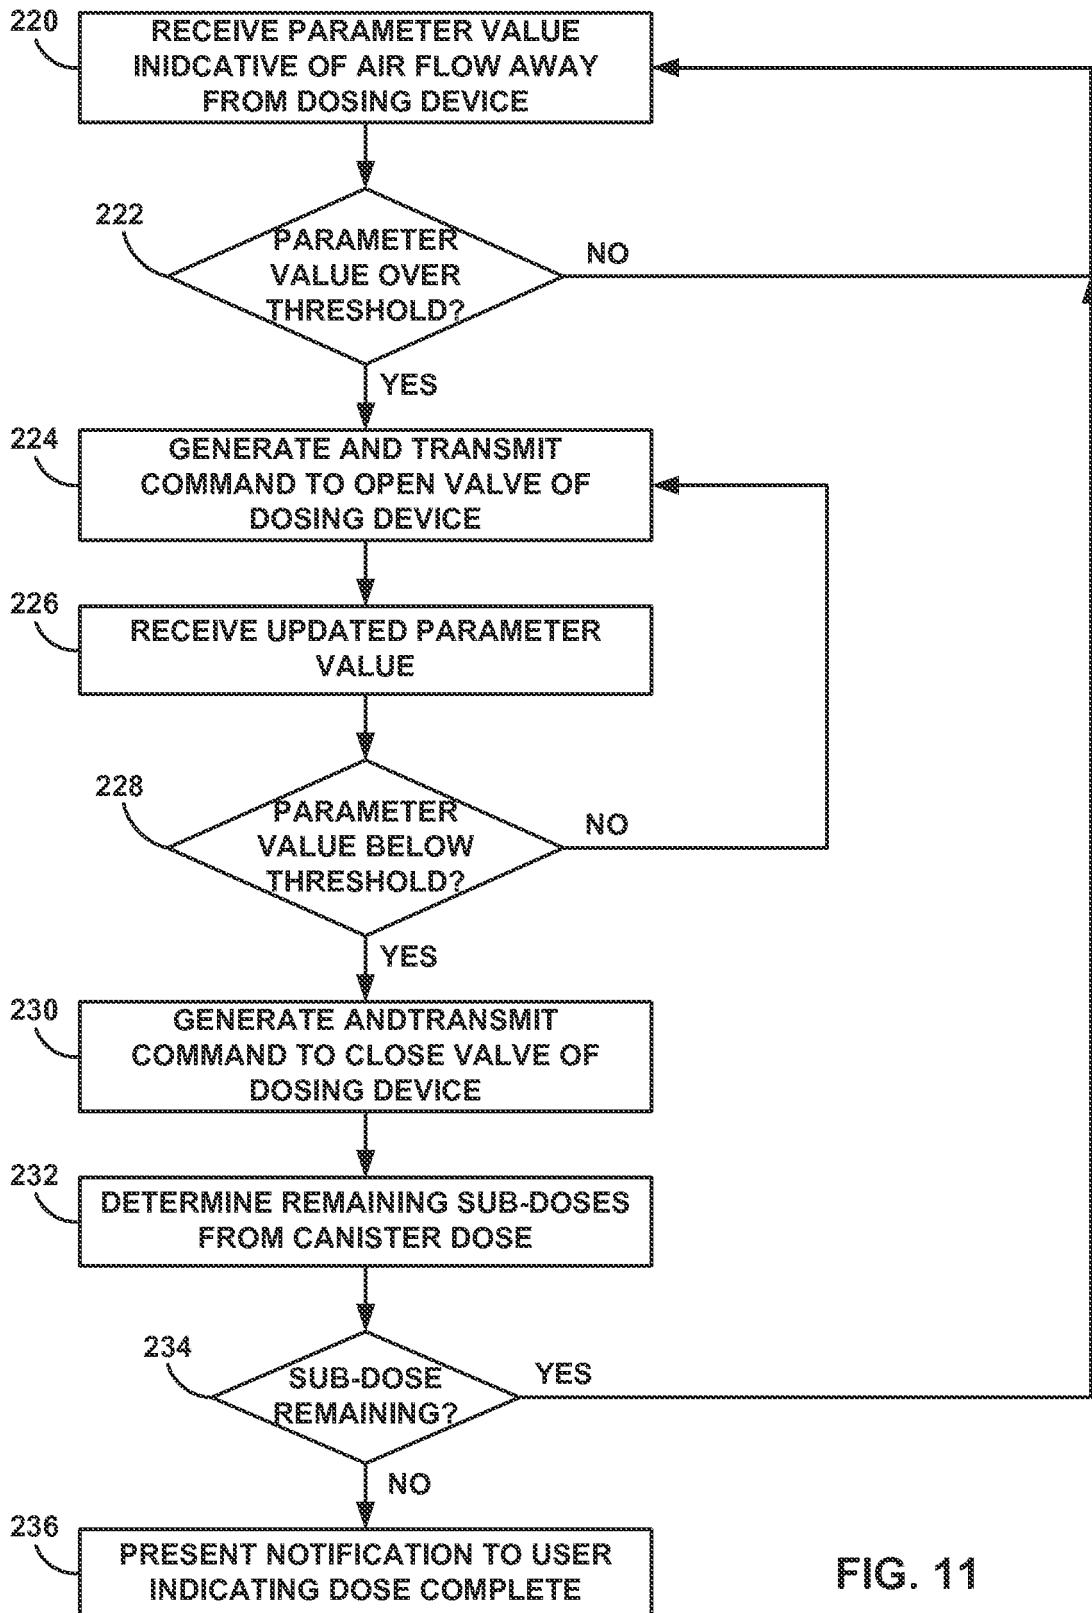 220
RECEIVE PARAMETER VALUE
INIDCATIVE OF AIR FLOW AWAY
FROM DOSING DEVICE
222
PARAMETER
VALUE OVER
THRESHOLD?
NO
YES
224
GENERATE AND TRANSMIT
COMMAND TO OPEN VALVE OF
DOSING DEVICE
226
RECEIVE UPDATED PARAMETER
VALUE
228
PARAMETER
VALUE BELOW
THRESHOLD?
NO
YES
230
GENERATE ANDTRANSMIT
COMMAND TO CLOSE VALVE OF
DOSING DEVICE
232
DETERMINE REMAINING SUB-DOSES
FROM CANISTER DOSE
234
SUB-DOSE
REMAINING?
YES
NO
236
PRESENT NOTIFICATION TO USER
INDICATING DOSE COMPLETE
FIG. 11